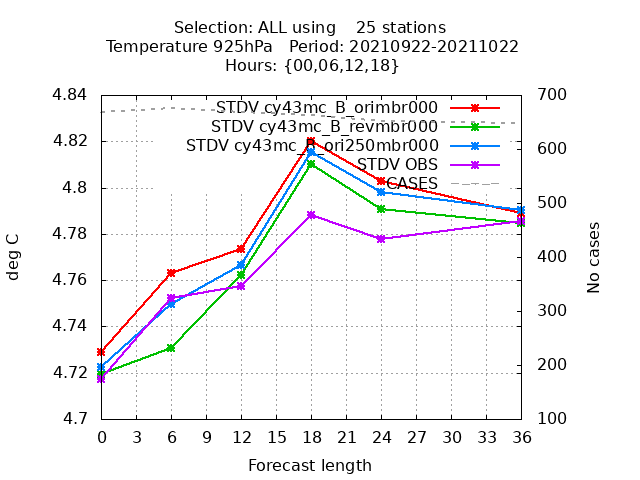 Selection: ALL using 25 stations
Temperature 925hPa Period: 20210922-20211022
Hours: {00,06,12,18}
4.84
4.82
4.8
4.78
4.76
4.74
4.72
4.7
700
600
500
400
300
200
100
deg C
No cases
STDV cy43mc_B_orimbr000
STDV cy43mc_B_revmbr000
STDV cy43mc_B_ori250mbr000
STDV OBS
CASES
0 3 6 9 12 15 18 21 24 27 30 33 36
Forecast length